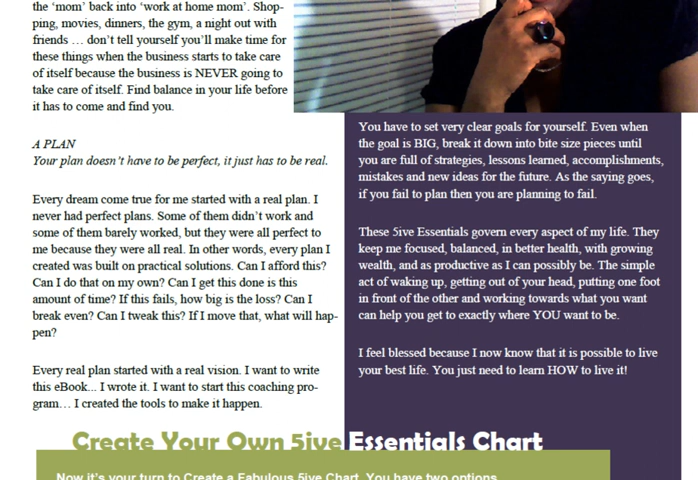 the ‘mom’ back into ‘work at home mom’. Shop-
ping, movies, dinners, the gym, a night out with
friends … don’t tell yourself you’ll make time for
these things when the business starts to take care
of itself because the business is NEVER going to
take care of itself. Find balance in your life before
it has to come and find you.
A PLAN
Your plan doesn’t have to be perfect, it just has to be real.
Every dream come true for me started with a real plan. I
never had perfect plans. Some of them didn’t work and
some of them barely worked, but they were all perfect to
me because they were all real. In other words, every plan I
created was built on practical solutions. Can I afford this?
Can I do that on my own? Can I get this done is this
amount of time? If this fails, how big is the loss? Can I
break even? Can I tweak this? If I move that, what will hap-
pen?
Every real plan started with a real vision. I want to write
this eBook... I wrote it. I want to start this coaching pro-
gram… I created the tools to make it happen.
You have to set very clear goals for yourself. Even when
the goal is BIG, break it down into bite size pieces until
you are full of strategies, lessons learned, accomplishments,
mistakes and new ideas for the future. As the saying goes,
if you fail to plan then you are planning to fail.
These 5ive Essentials govern every aspect of my life. They
keep me focused, balanced, in better health, with growing
wealth, and as productive as I can possibly be. The simple
act of waking up, getting out of your head, putting one foot
in front of the other and working towards what you want
can help you get to exactly where YOU want to be.
I feel blessed because I now know that it is possible to live
your best life. You just need to learn HOW to live it!
Create Your Own 5ive Essentials Chart
Now it’s your turn to Create a Fabulous 5ive Chart. You have two options